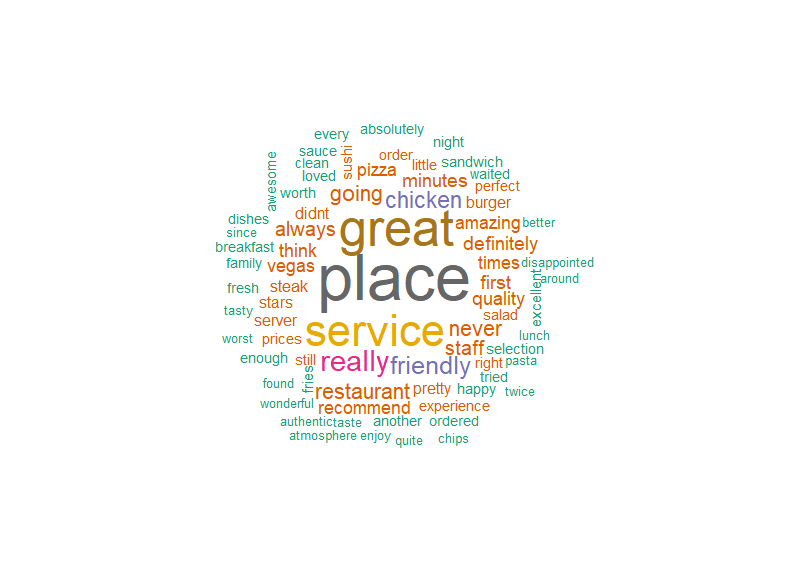 every absolutely
night
sauce sushi order
clean pizza little sandwich
awesome loved minutes waited
worth going chicken perfect
didnt burger
dishes always great amazing better
since definitely
breakfast think
family vegas place times disappointed
fresh steak first around
stars quality excellent
tasty server service salad
worst prices never lunch
enough still really friendly staff selection
right pasta
found fries tried
restaurant pretty happy twice
wonderful recommend experience
authentic taste another ordered
atmosphere enjoy quite chips